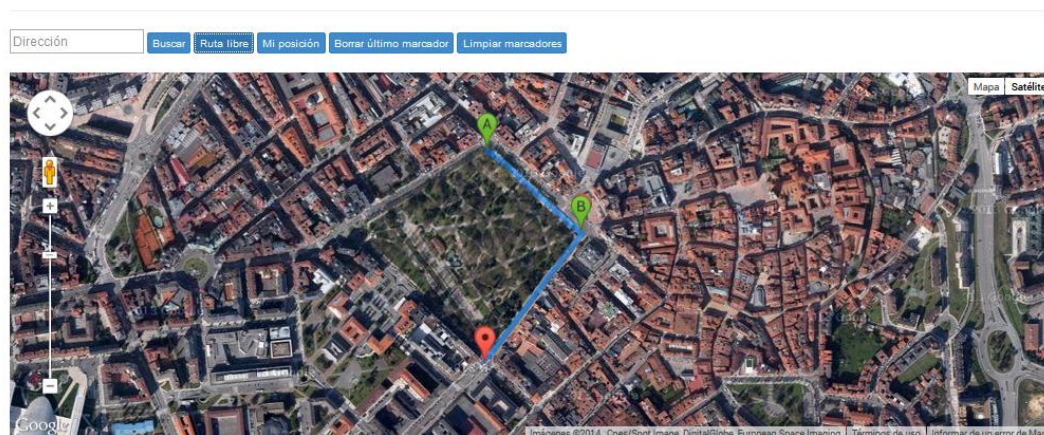 Dirección
Buscar
Ruta libre
Mi posición
Borrar último marcador
Limpiar marcadores
Mapa
Satélite
A
B
Google
Imágenes ©2014, Cnes/Spot Image, DigitalGlobe, European Space Imaging
Términos de uso
Informar de un error de Ma